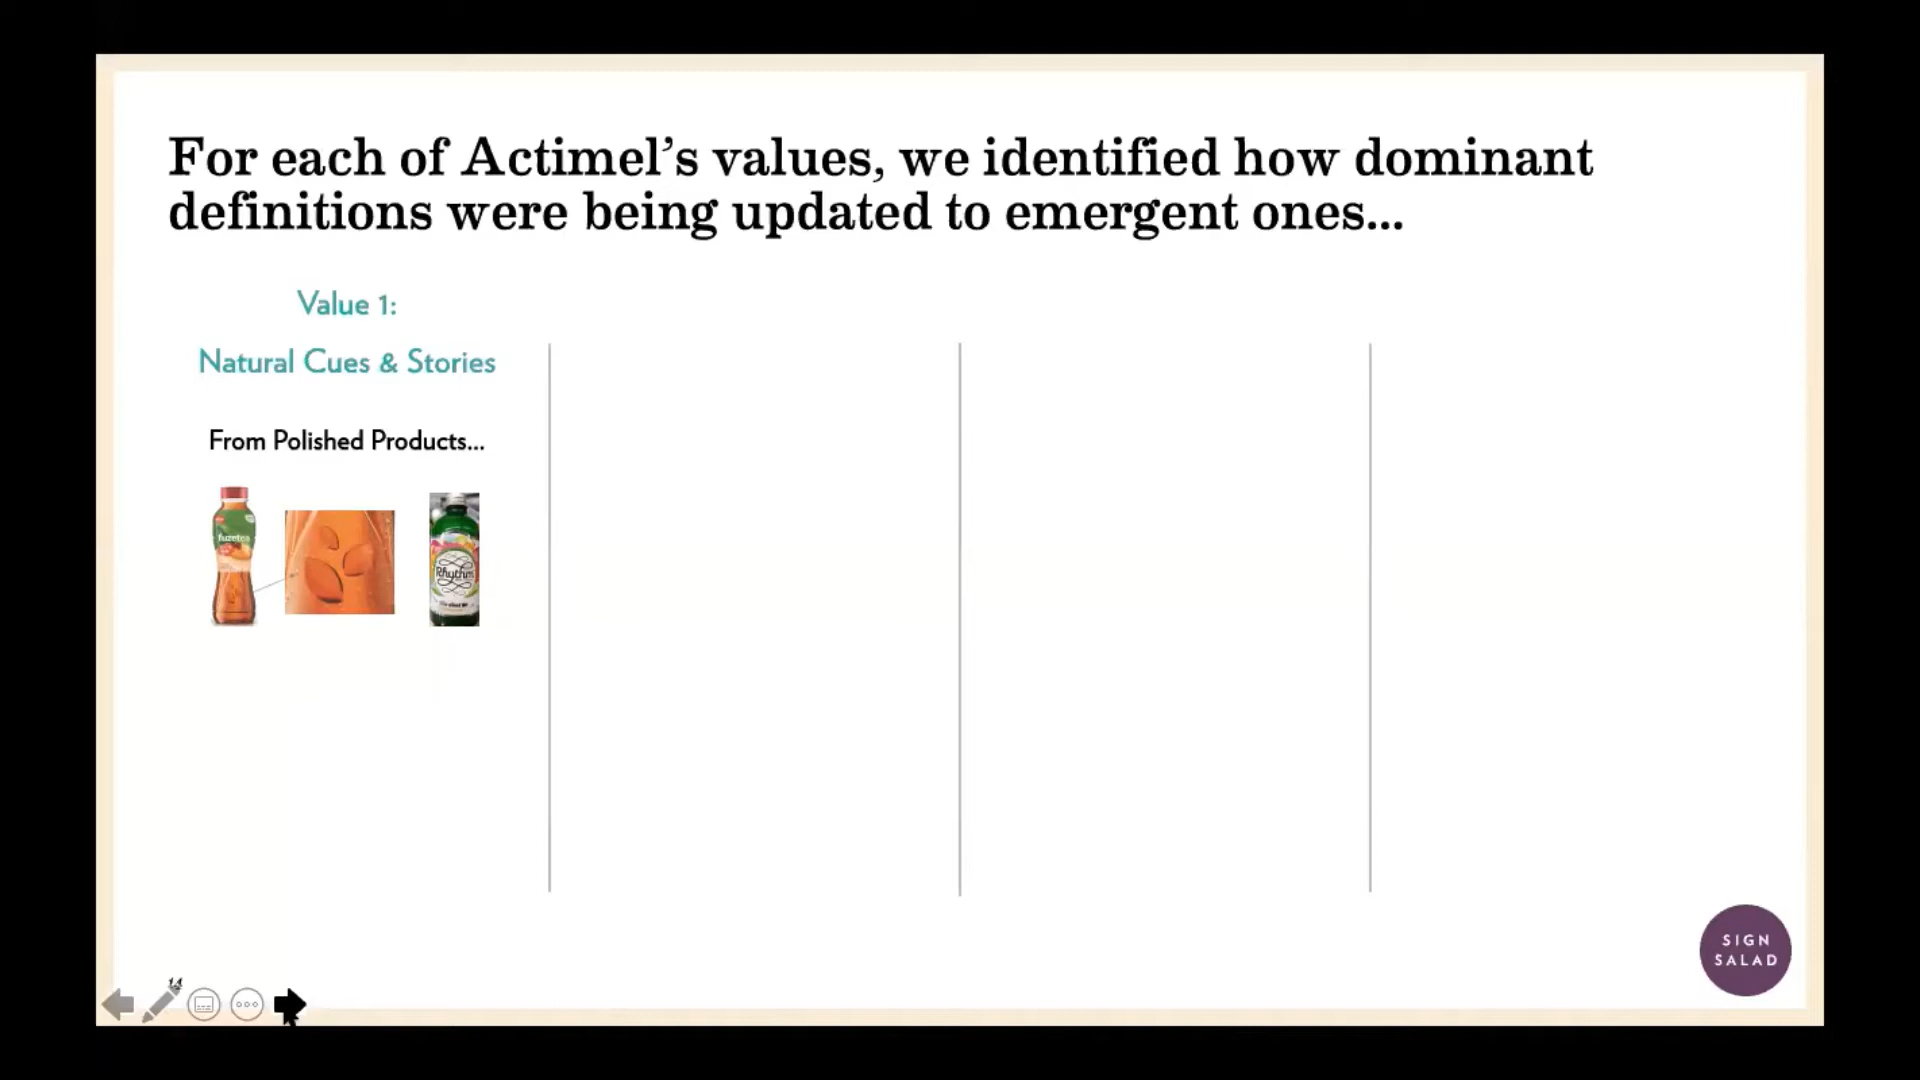 For each of Actimel’s values, we identified how dominant
definitions were being updated to emergent ones...
Value 1:
Natural Cues & Stories
From Polished Products...
fuzetea
Rhythm
14
SIGN
SALAD